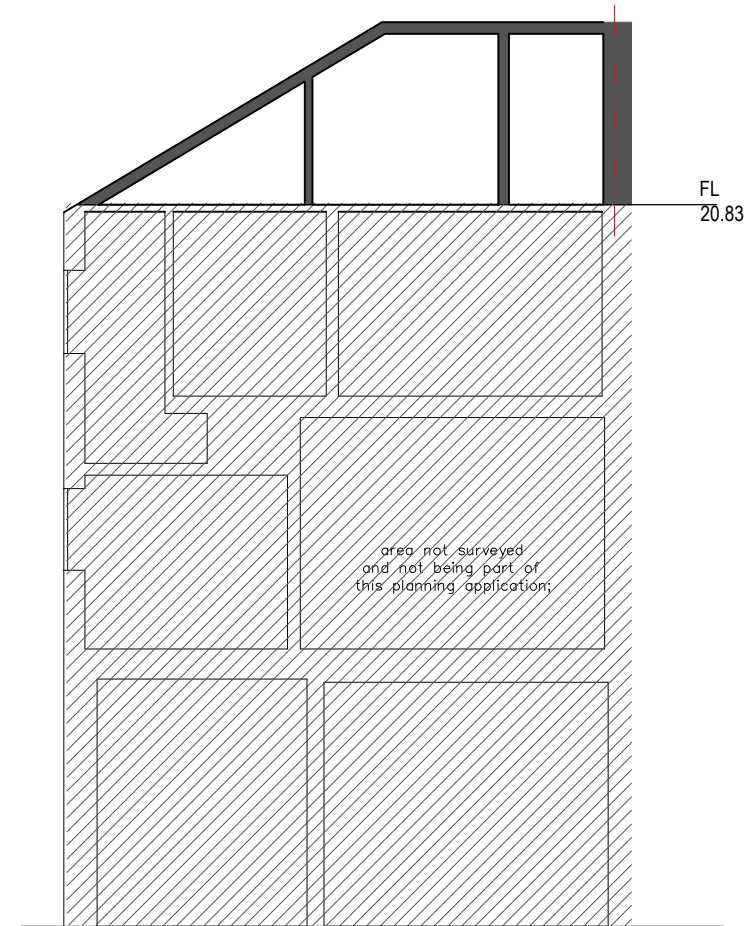 FL
20.83
area not surveyed
and not being part of
this planning application;